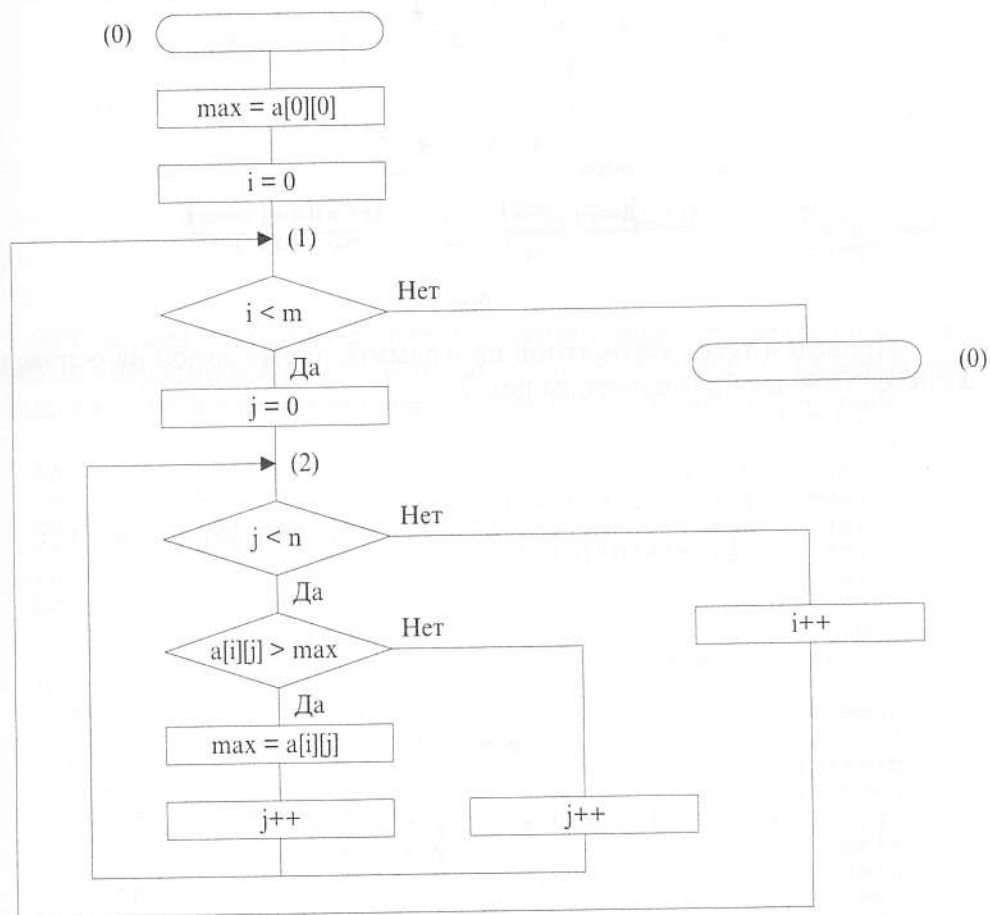 (0)
max = a[0][0]
i = 0
(1)
i < m
Нет
(0)
Да
j = 0
(2)
j < n
Нет
Да
i++
a[i][j] > max
Нет
Да
max = a[i][j]
j++
j++